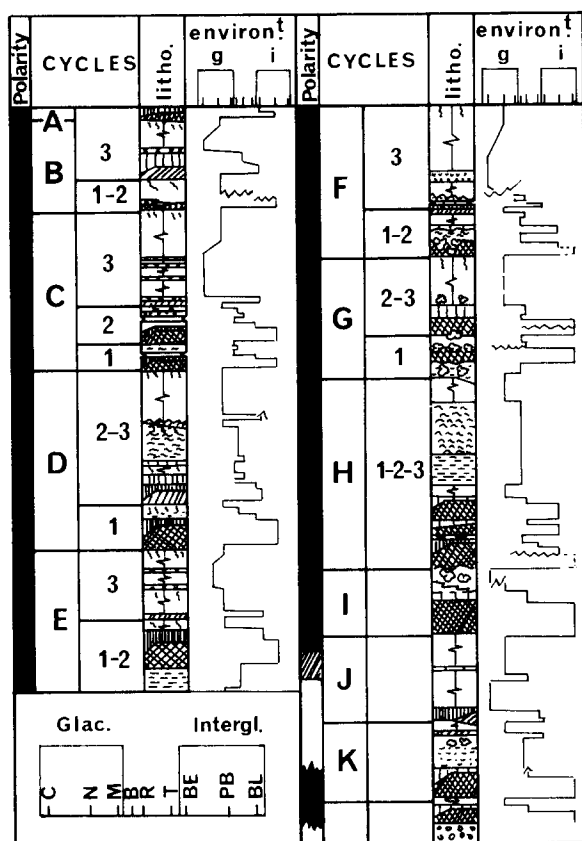 Polarity
CYCLES
litho.
environ.t
g
i
A
B
3
1-2
C
3
2
1
D
2-3
1
E
3
1-2
Glac.
Intergl.
C
N
M
B
R
T
BE
PB
BL
Polarity
CYCLES
litho.
environ.t
g
i
F
3
1-2
G
2-3
1
H
1-2-3
I
J
K